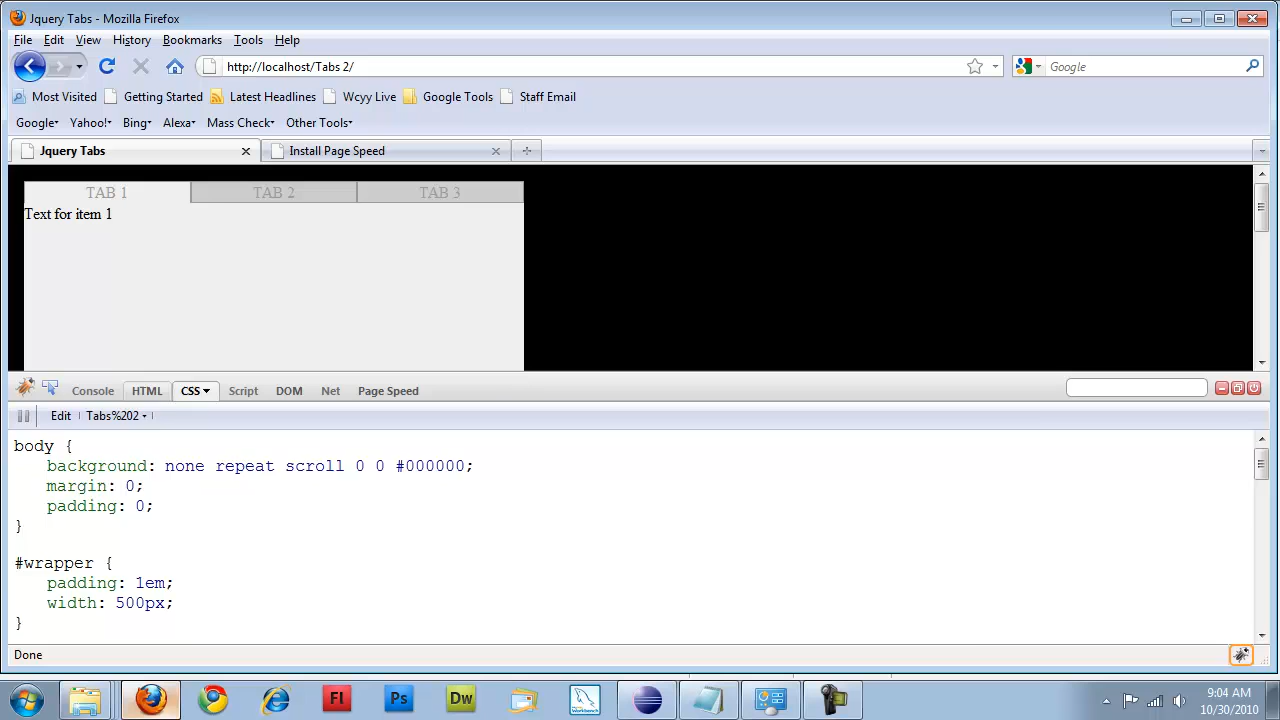 Jquery Tabs - Mozilla Firefox
File Edit View History Bookmarks Tools Help
http://localhost/Tabs 2/ Google
Most Visited Getting Started Latest Headlines Wcyy Live Google Tools Staff Email
Google Yahoo! Bing Alexa Mass Check Other Tools
Jquery Tabs Install Page Speed
TAB 1 TAB 2 TAB 3
Text for item 1
Console HTML CSS Script DOM Net Page Speed
Edit Tabs%202
body {
background: none repeat scroll 0 0 #000000;
margin: 0;
padding: 0;
}
#wrapper {
padding: 1em;
width: 500px;
}
Done
Fl Ps Dw Workbench
9:04 AM
10/30/2010